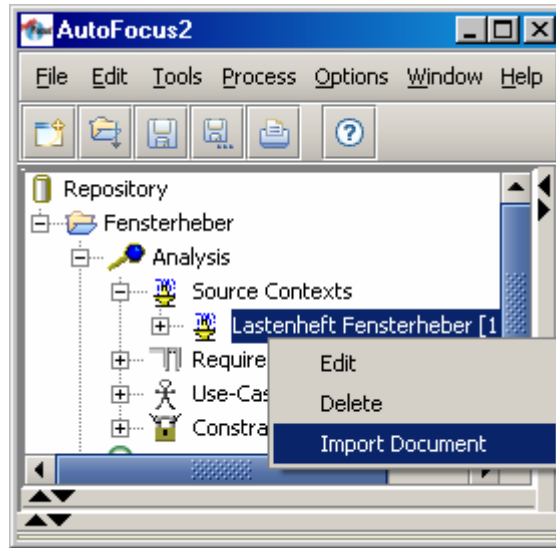 AutoFocus2
File Edit Tools Process Options Window Help
Repository
Fensterheber
Analysis
Source Contexts
Lastenheft Fensterheber [1
Require
Edit
Use-Cas
Delete
Constra
Import Document